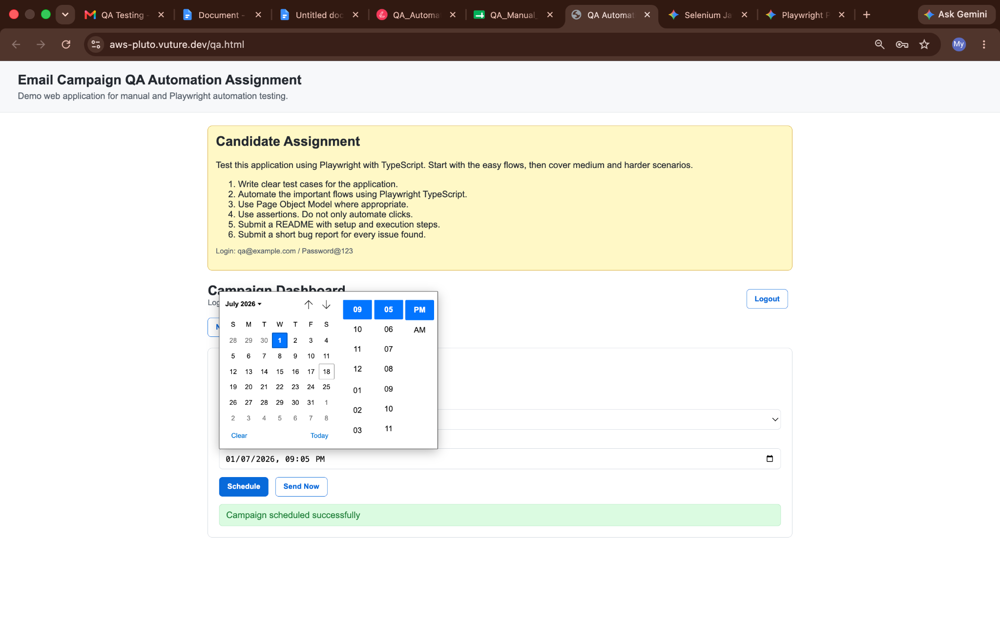 QA Testing -
Document -
Untitled doc
QA_Automa
QA_Manual_
QA Automat
Selenium Ja
Playwright P
Ask Gemini
aws-pluto.vuture.dev/qa.html
My
Email Campaign QA Automation Assignment
Demo web application for manual and Playwright automation testing.
Candidate Assignment
Test this application using Playwright with TypeScript. Start with the easy flows, then cover medium and harder scenarios.
1. Write clear test cases for the application.
2. Automate the important flows using Playwright TypeScript.
3. Use Page Object Model where appropriate.
4. Use assertions. Do not only automate clicks.
5. Submit a README with setup and execution steps.
6. Submit a short bug report for every issue found.
Login: qa@example.com / Password@123
Campaign Dashboard
Log
Logout
N
July 2026
S M T W T F S
28 29 30 1 2 3 4
5 6 7 8 9 10 11
12 13 14 15 16 17 18
19 20 21 22 23 24 25
26 27 28 29 30 31 1
2 3 4 5 6 7 8
Clear Today
09 05 PM
10 06 AM
11 07
12 08
01 09
02 10
03 11
01/07/2026, 09:05 PM
Schedule
Send Now
Campaign scheduled successfully